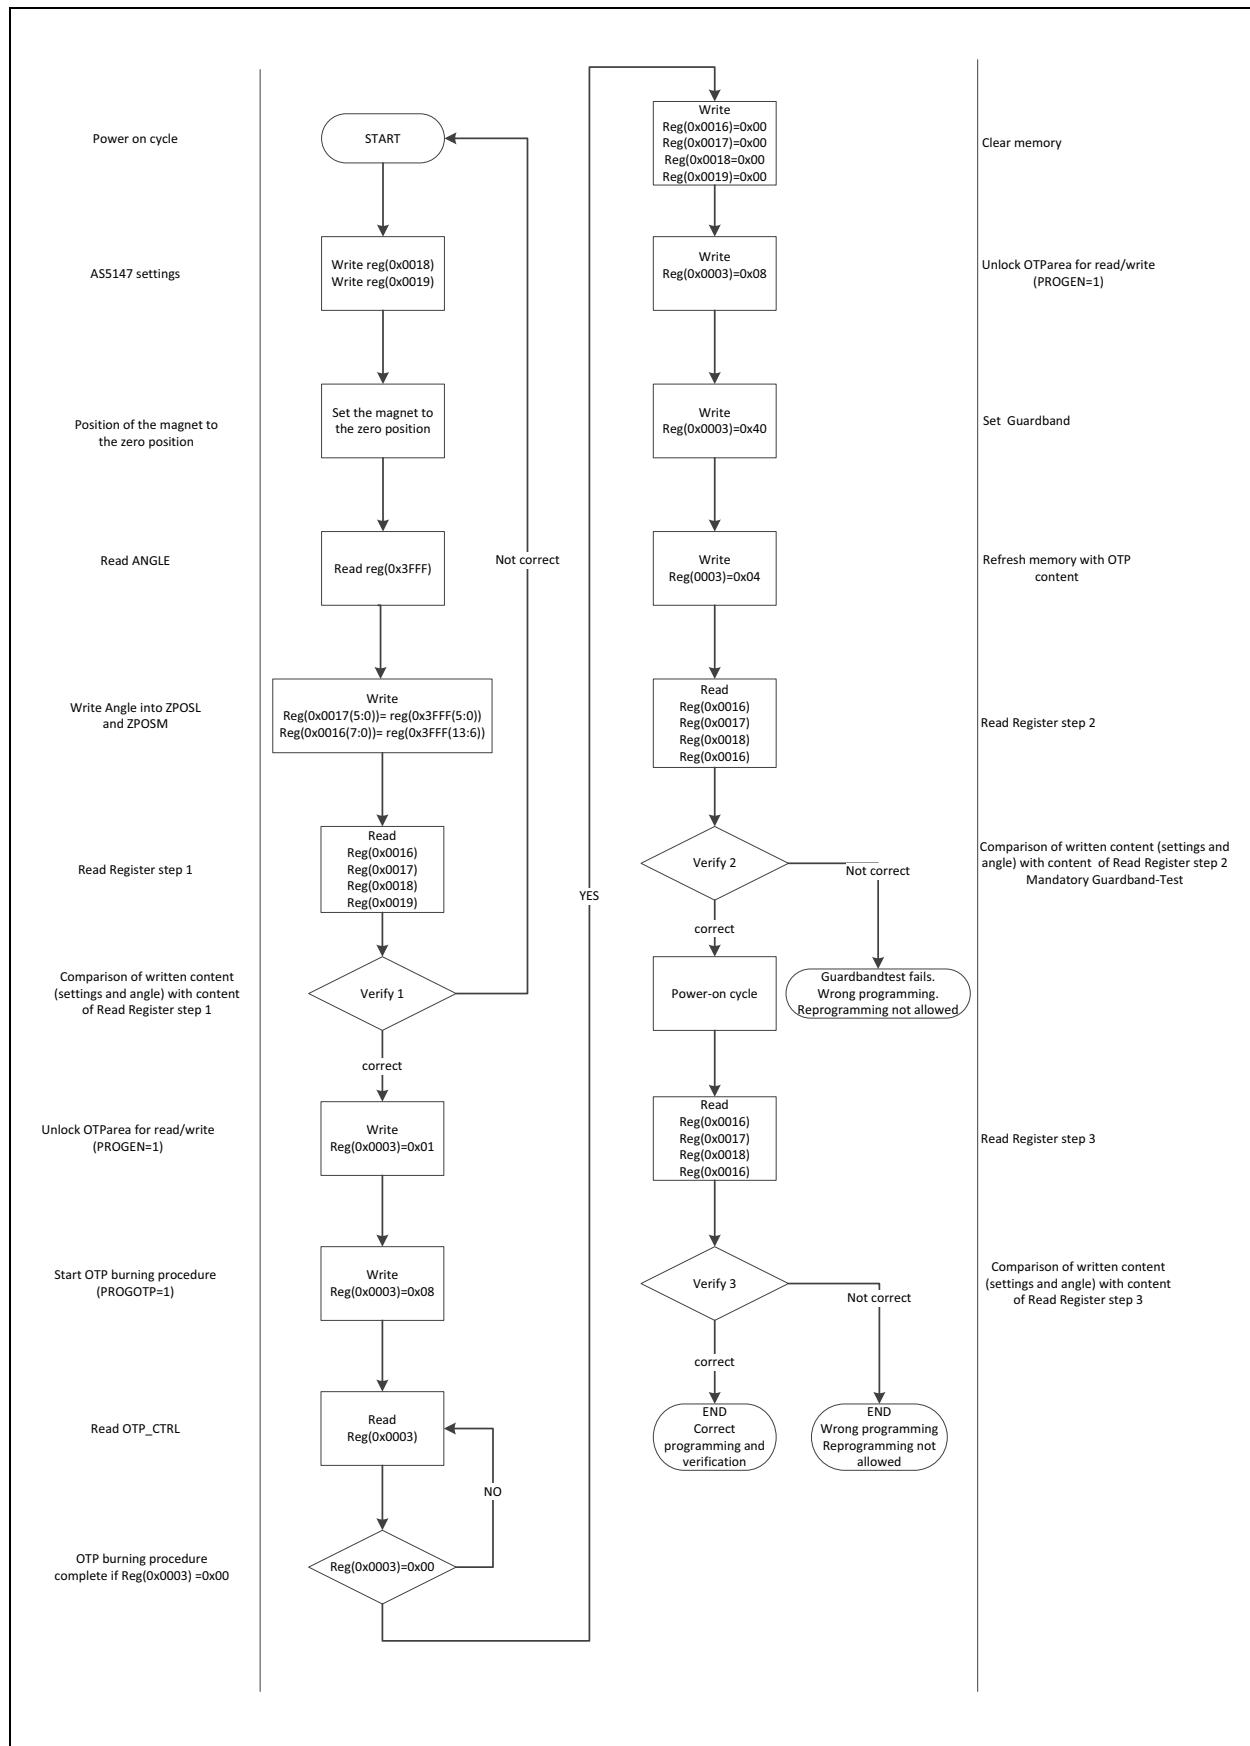 Power on cycle
START
AS5147 settings
Write reg(0x0018)
Write reg(0x0019)
Position of the magnet to
the zero position
Set the magnet to
the zero position
Read ANGLE
Read reg(0x3FFF)
Not correct
Write Angle into ZPOSL
and ZPOSM
Write
Reg(0x0017(5:0))= reg(0x3FFF(5:0))
Reg(0x0016(7:0))= reg(0x3FFF(13:6))
Read Register step 1
Read
Reg(0x0016)
Reg(0x0017)
Reg(0x0018)
Reg(0x0019)
Comparison of written content
(settings and angle) with content
of Read Register step 1
Verify 1
correct
Unlock OTParea for read/write
(PROGEN=1)
Write
Reg(0x0003)=0x01
Start OTP burning procedure
(PROGOTP=1)
Write
Reg(0x0003)=0x08
Read OTP_CTRL
Read
Reg(0x0003)
NO
OTP burning procedure
complete if Reg(0x0003) =0x00
Reg(0x0003)=0x00
YES
Write
Reg(0x0016)=0x00
Reg(0x0017)=0x00
Reg(0x0018=0x00
Reg(0x0019)=0x00
Clear memory
Write
Reg(0x0003)=0x08
Unlock OTParea for read/write
(PROGEN=1)
Write
Reg(0x0003)=0x40
Set Guardband
Write
Reg(0003)=0x04
Refresh memory with OTP
content
Read
Reg(0x0016)
Reg(0x0017)
Reg(0x0018)
Reg(0x0016)
Read Register step 2
Verify 2
Not correct
Comparison of written content (settings and
angle) with content of Read Register step 2
Mandatory Guardband-Test
correct
Guardbandtest fails.
Wrong programming.
Reprogramming not allowed
Power-on cycle
Read
Reg(0x0016)
Reg(0x0017)
Reg(0x0018)
Reg(0x0016)
Read Register step 3
Verify 3
Not correct
Comparison of written content
(settings and angle) with content
of Read Register step 3
correct
END
Correct
programming and
verification
END
Wrong programming
Reprogramming not
allowed